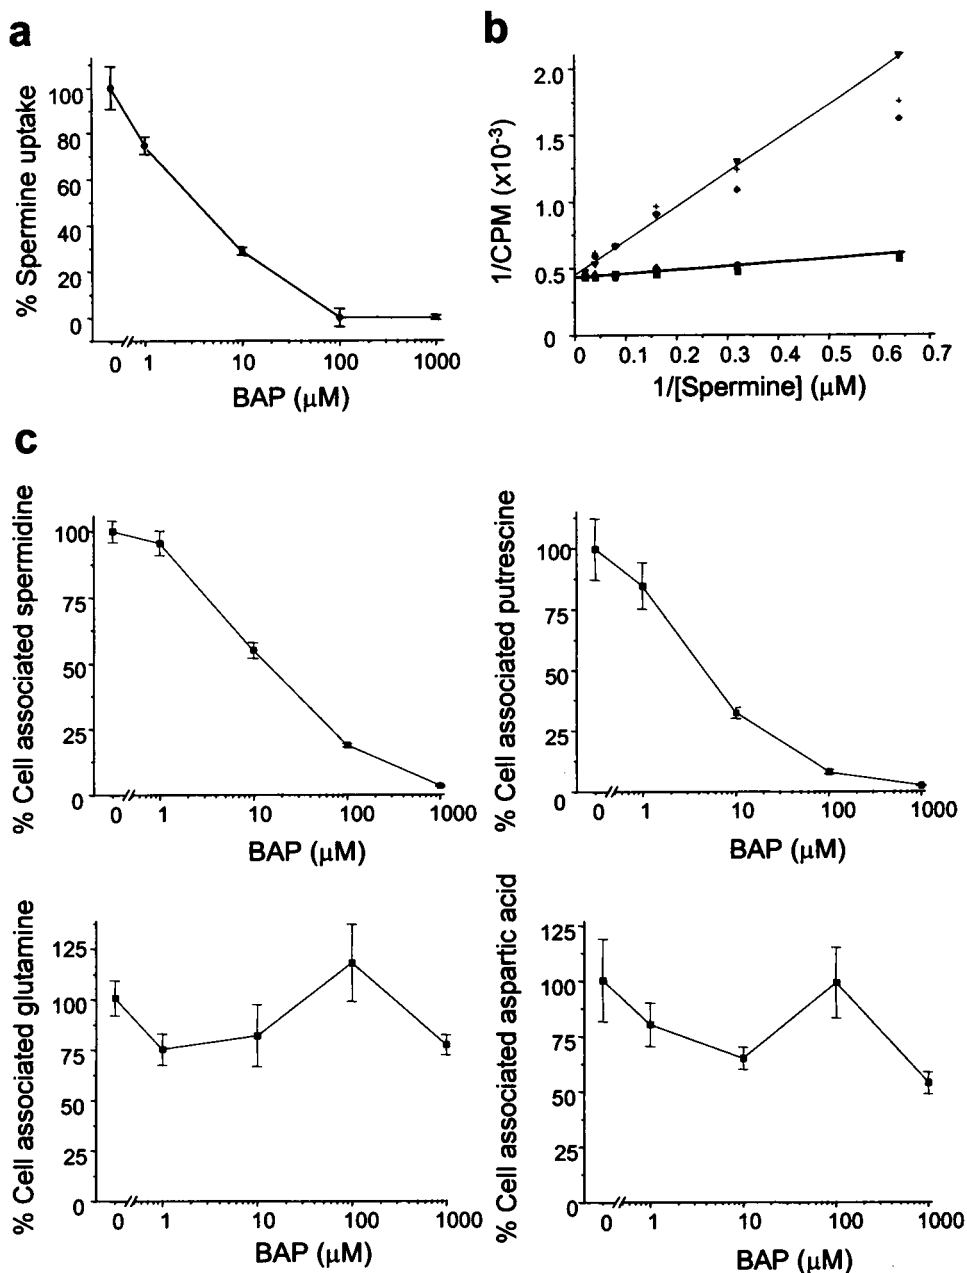 a
% Spermine uptake
100
80
60
40
20
0
0 1 10 100 1000
BAP (μM)
b
1/CPM (x10-3)
2.0
1.5
1.0
0.5
0
0 0.1 0.2 0.3 0.4 0.5 0.6 0.7
1/[Spermine] (μM)
c
% Cell associated spermidine
100
75
50
25
0
0 1 10 100 1000
BAP (μM)
% Cell associated putrescine
100
75
50
25
0
0 1 10 100 1000
BAP (μM)
% Cell associated glutamine
125
100
75
50
25
0
0 1 10 100 1000
BAP (μM)
% Cell associated aspartic acid
125
100
75
50
25
0
0 1 10 100 1000
BAP (μM)